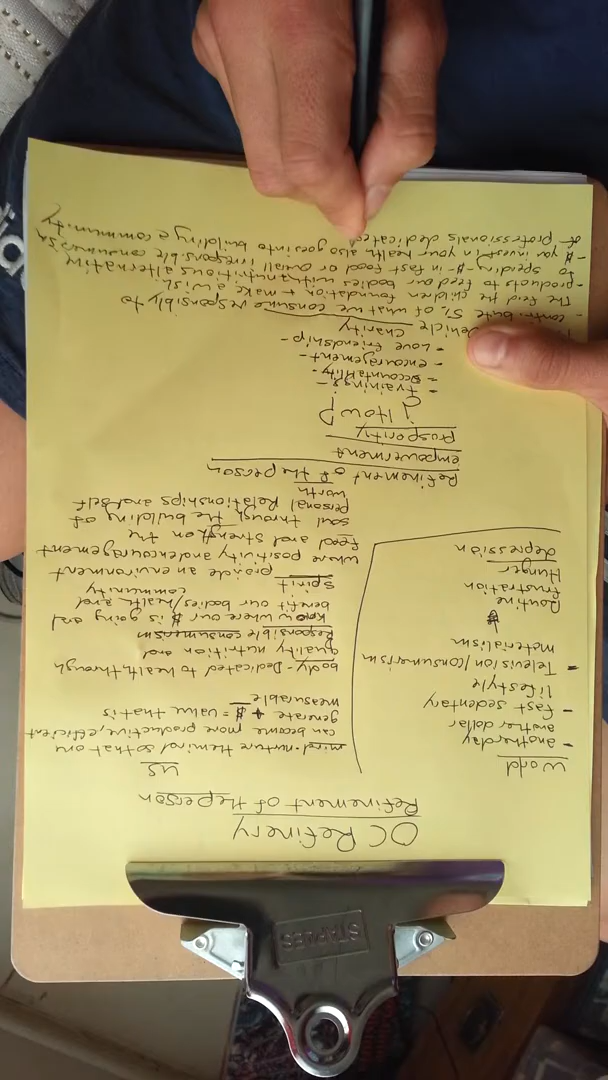 OC Refinery
Refinement of the person
World
- another day
another dollar
- fast sedentary
lifestyle
- Television/consumerism
materialism
$
Routine
frustration
Hunger
depression
US
mind - nurture the mind so that one
can become more productive, efficient
generate + $ = value that is
measurable
body - Dedicated to health through
quality nutrition and
Responsible consumerism
Know where our $ is going and
benefit our bodies/health and
community
Spirit
provide an environment
where positivity and encouragement
feed and strength the
soul through the building of
personal Relationships and self
worth
Refinement of the person
empowerment
prosperity
¿How?
- trainings -
- accountability -
- encouragement -
- Love friendship -
vehicle charity
- contribute 5% of what we consume responsibly to
The feed the children foundation + make a wish
- products to feed our bodies with nutritious alternative
to spending $ in fast food or overall irresponsible consumerism
- $ you invest in your health also goes into building a community
of professionals dedicated
STAPLES